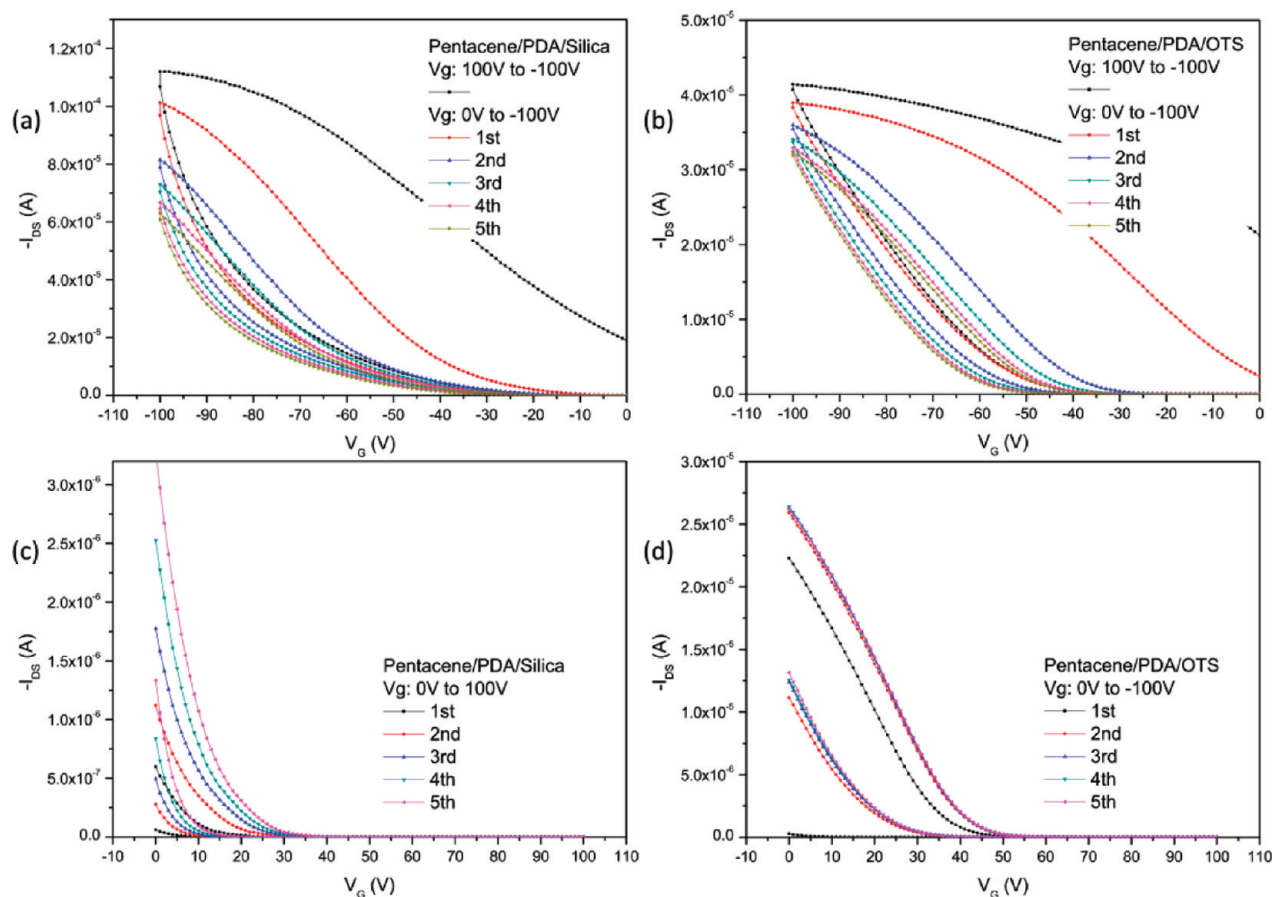 (a)
-I_DS (A)
1.2x10⁻⁴
1.0x10⁻⁴
8.0x10⁻⁵
6.0x10⁻⁵
4.0x10⁻⁵
2.0x10⁻⁵
0.0
Pentacene/PDA/Silica
Vg: 100V to -100V
Vg: 0V to -100V
1st
2nd
3rd
4th
5th
-110 -100 -90 -80 -70 -60 -50 -40 -30 -20 -10 0
V_G (V)
(b)
-I_DS (A)
5.0x10⁻⁵
4.0x10⁻⁵
3.0x10⁻⁵
2.0x10⁻⁵
1.0x10⁻⁵
0.0
Pentacene/PDA/OTS
Vg: 100V to -100V
Vg: 0V to -100V
1st
2nd
3rd
4th
5th
-110 -100 -90 -80 -70 -60 -50 -40 -30 -20 -10 0
V_G (V)
(c)
-I_DS (A)
3.0x10⁻⁶
2.5x10⁻⁶
2.0x10⁻⁶
1.5x10⁻⁶
1.0x10⁻⁶
5.0x10⁻⁷
0.0
Pentacene/PDA/Silica
Vg: 0V to 100V
1st
2nd
3rd
4th
5th
-10 0 10 20 30 40 50 60 70 80 90 100 110
V_G (V)
(d)
-I_DS (A)
3.0x10⁻⁵
2.5x10⁻⁵
2.0x10⁻⁵
1.5x10⁻⁵
1.0x10⁻⁵
5.0x10⁻⁶
0.0
Pentacene/PDA/OTS
Vg: 0V to -100V
1st
2nd
3rd
4th
5th
-10 0 10 20 30 40 50 60 70 80 90 100 110
V_G (V)